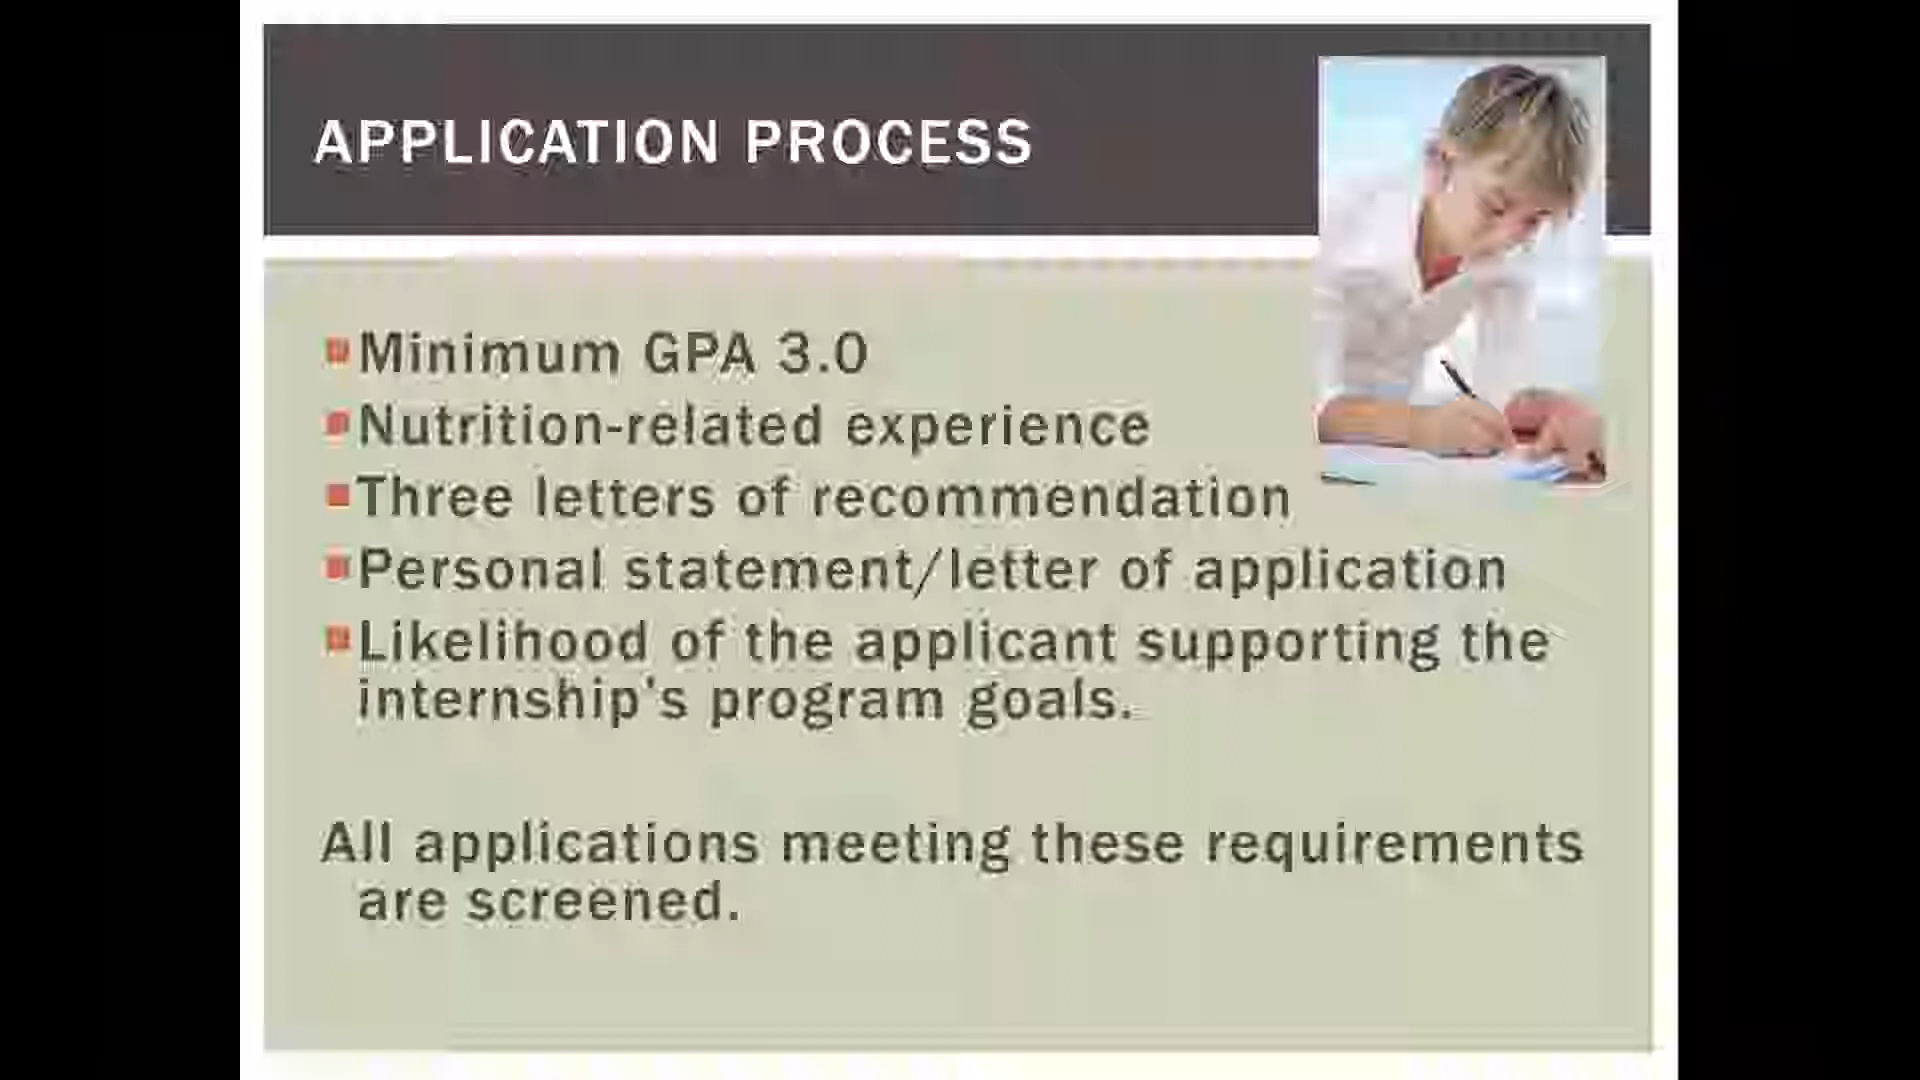 APPLICATION PROCESS
Minimum GPA 3.0
Nutrition-related experience
Three letters of recommendation
Personal statement/letter of application
Likelihood of the applicant supporting the
internship's program goals.
All applications meeting these requirements
are screened.